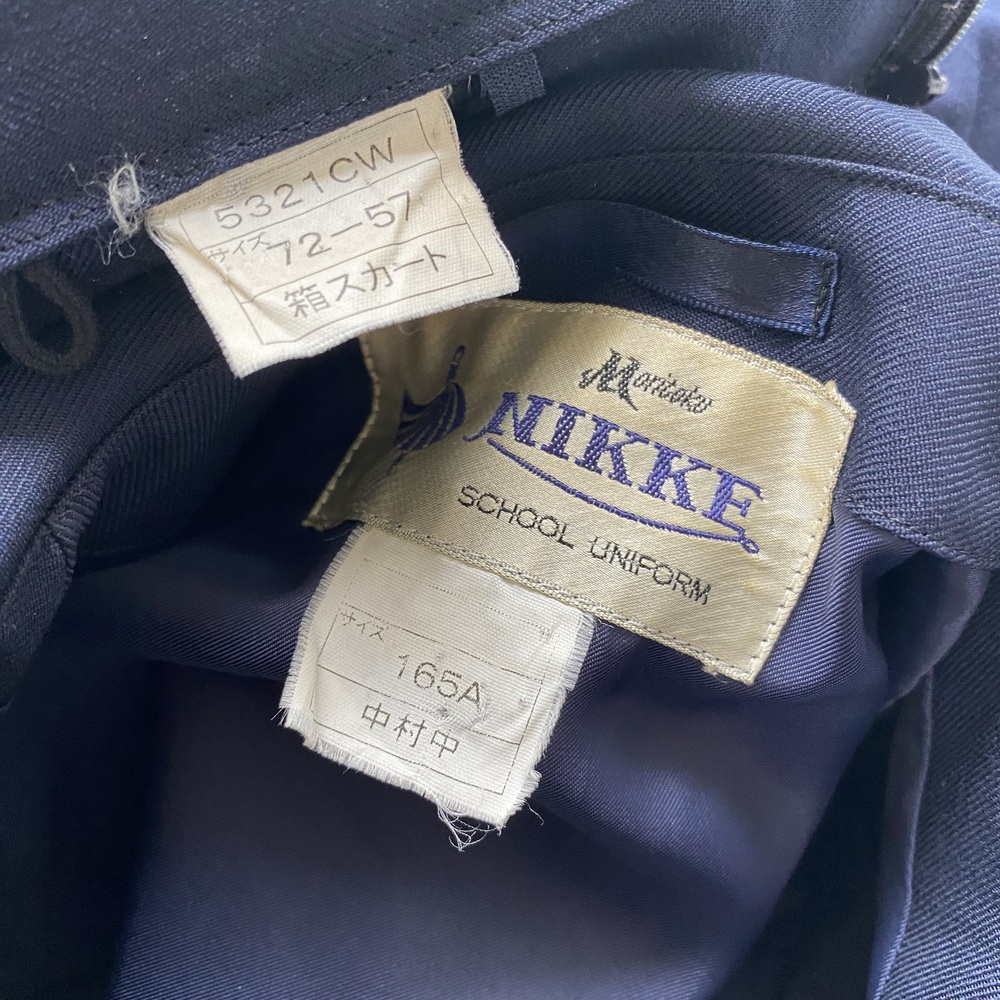 5321CW
サイズ 72-57
箱スカート
Moritoku
NIKKE
SCHOOL UNIFORM
サイズ
165A
中村中